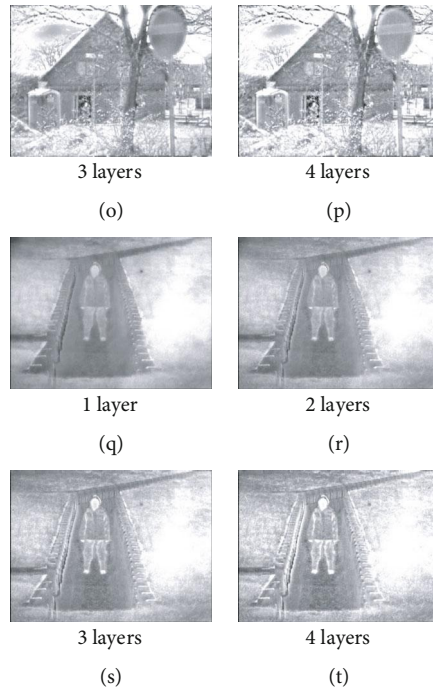 3 layers
4 layers
(o)
(p)
1 layer
2 layers
(q)
(r)
3 layers
4 layers
(s)
(t)